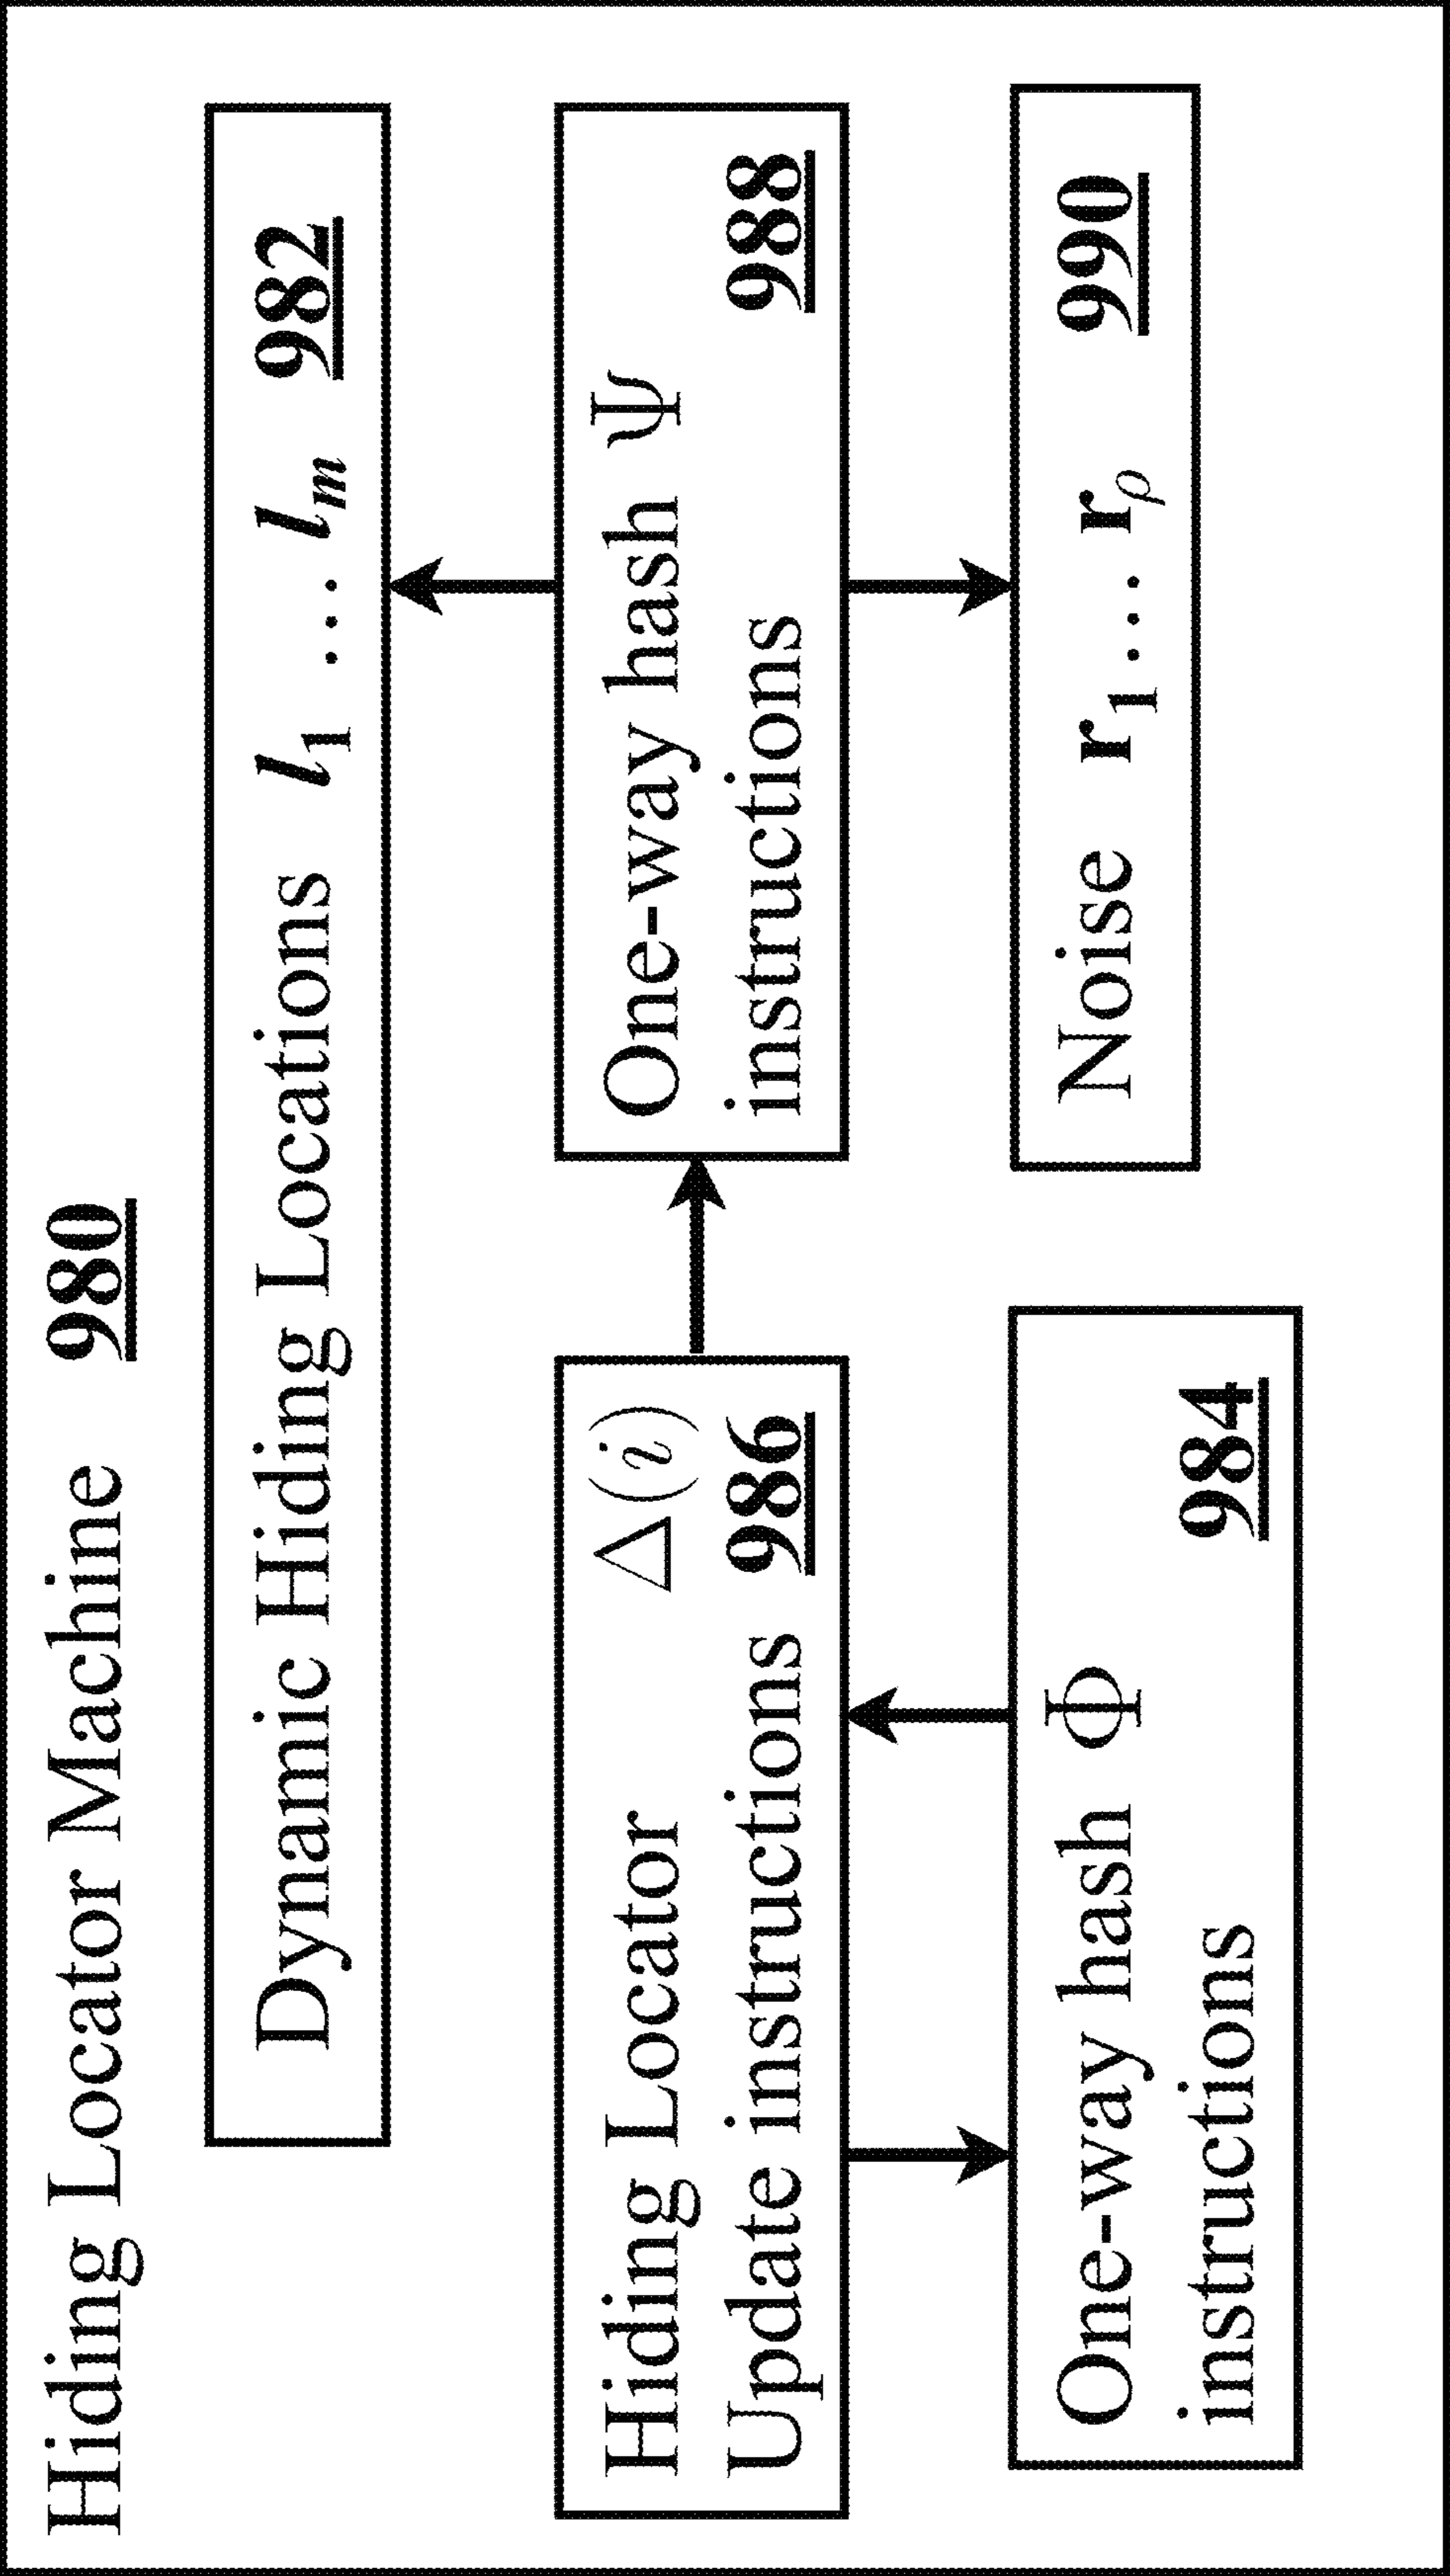 Hiding Locator Machine 980
Dynamic Hiding Locations l₁ ... lₘ 982
Hiding Locator Δ(i)
Update instructions 986
One-way hash Ψ
instructions 988
One-way hash Φ
instructions 984
Noise r₁... rᵨ 990